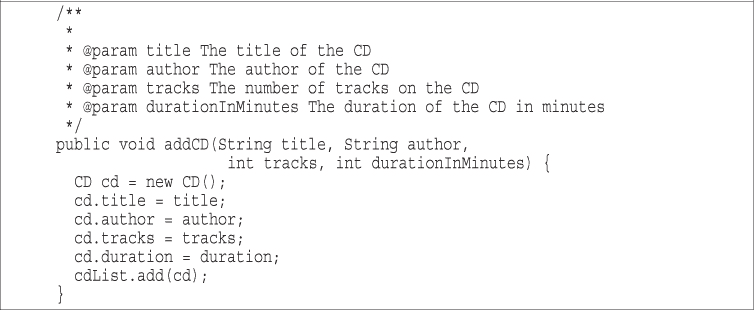 /**
 *
 * @param title The title of the CD
 * @param author The author of the CD
 * @param tracks The number of tracks on the CD
 * @param durationInMinutes The duration of the CD in minutes
 */
public void addCD(String title, String author,
                  int tracks, int durationInMinutes) {
  CD cd = new CD();
  cd.title = title;
  cd.author = author;
  cd.tracks = tracks;
  cd.duration = duration;
  cdList.add(cd);
}